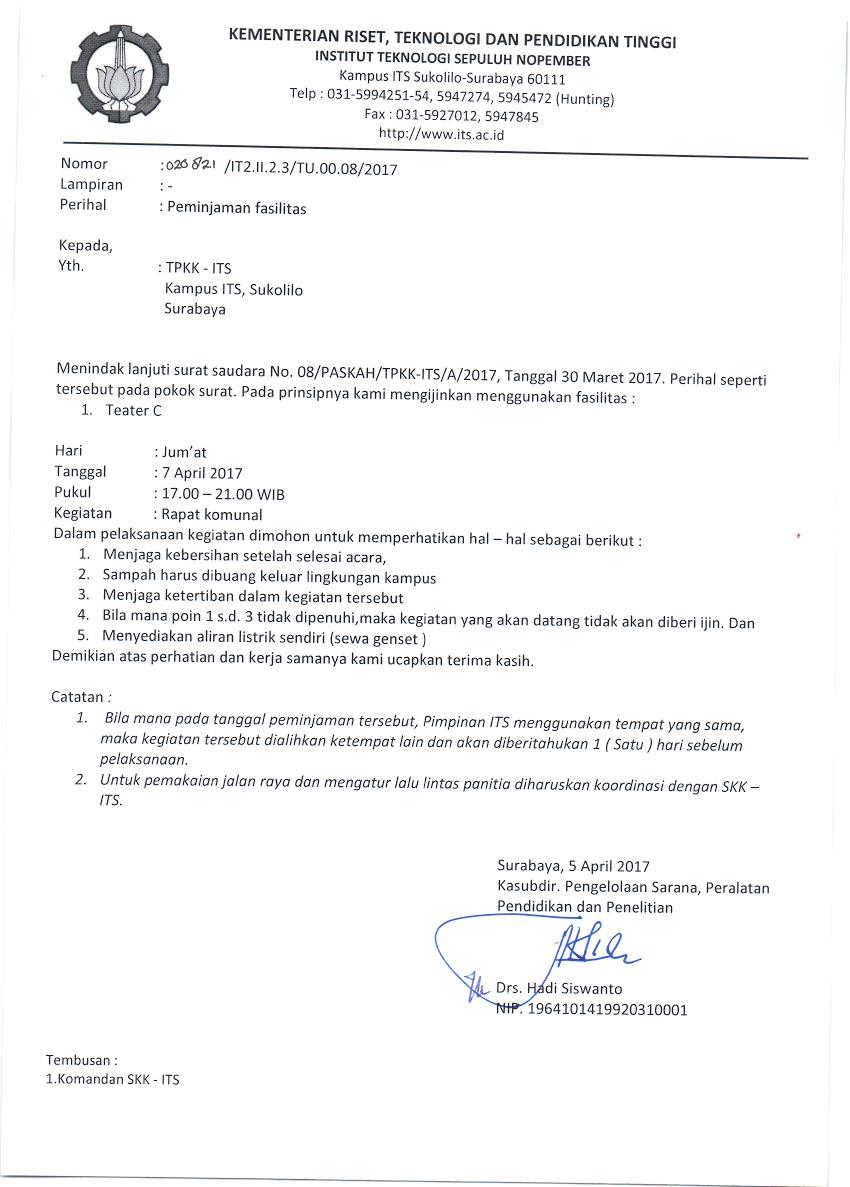 KEMENTERIAN RISET, TEKNOLOGI DAN PENDIDIKAN TINGGI
INSTITUT TEKNOLOGI SEPULUH NOPEMBER
Kampus ITS Sukolilo-Surabaya 60111
Telp : 031-5994251-54, 5947274, 5945472 (Hunting)
Fax : 031-5927012, 5947845
http://www.its.ac.id
Nomor : 020821 /IT2.II.2.3/TU.00.08/2017
Lampiran : -
Perihal : Peminjaman fasilitas
Kepada,
Yth. : TPKK - ITS
Kampus ITS, Sukolilo
Surabaya
Menindak lanjuti surat saudara No. 08/PASKAH/TPKK-ITS/A/2017, Tanggal 30 Maret 2017. Perihal seperti
tersebut pada pokok surat. Pada prinsipnya kami mengijinkan menggunakan fasilitas :
1. Teater C
Hari : Jum’at
Tanggal : 7 April 2017
Pukul : 17.00 – 21.00 WIB
Kegiatan : Rapat komunal
Dalam pelaksanaan kegiatan dimohon untuk memperhatikan hal – hal sebagai berikut :
1. Menjaga kebersihan setelah selesai acara,
2. Sampah harus dibuang keluar lingkungan kampus
3. Menjaga ketertiban dalam kegiatan tersebut
4. Bila mana poin 1 s.d. 3 tidak dipenuhi,maka kegiatan yang akan datang tidak akan diberi ijin. Dan
5. Menyediakan aliran listrik sendiri (sewa genset )
Demikian atas perhatian dan kerja samanya kami ucapkan terima kasih.
Catatan :
1. Bila mana pada tanggal peminjaman tersebut, Pimpinan ITS menggunakan tempat yang sama,
maka kegiatan tersebut dialihkan ketempat lain dan akan diberitahukan 1 ( Satu ) hari sebelum
pelaksanaan.
2. Untuk pemakaian jalan raya dan mengatur lalu lintas panitia diharuskan koordinasi dengan SKK –
ITS.
Surabaya, 5 April 2017
Kasubdir. Pengelolaan Sarana, Peralatan
Pendidikan dan Penelitian
Drs. Hadi Siswanto
NIP. 1964101419920310001
Tembusan :
1.Komandan SKK - ITS